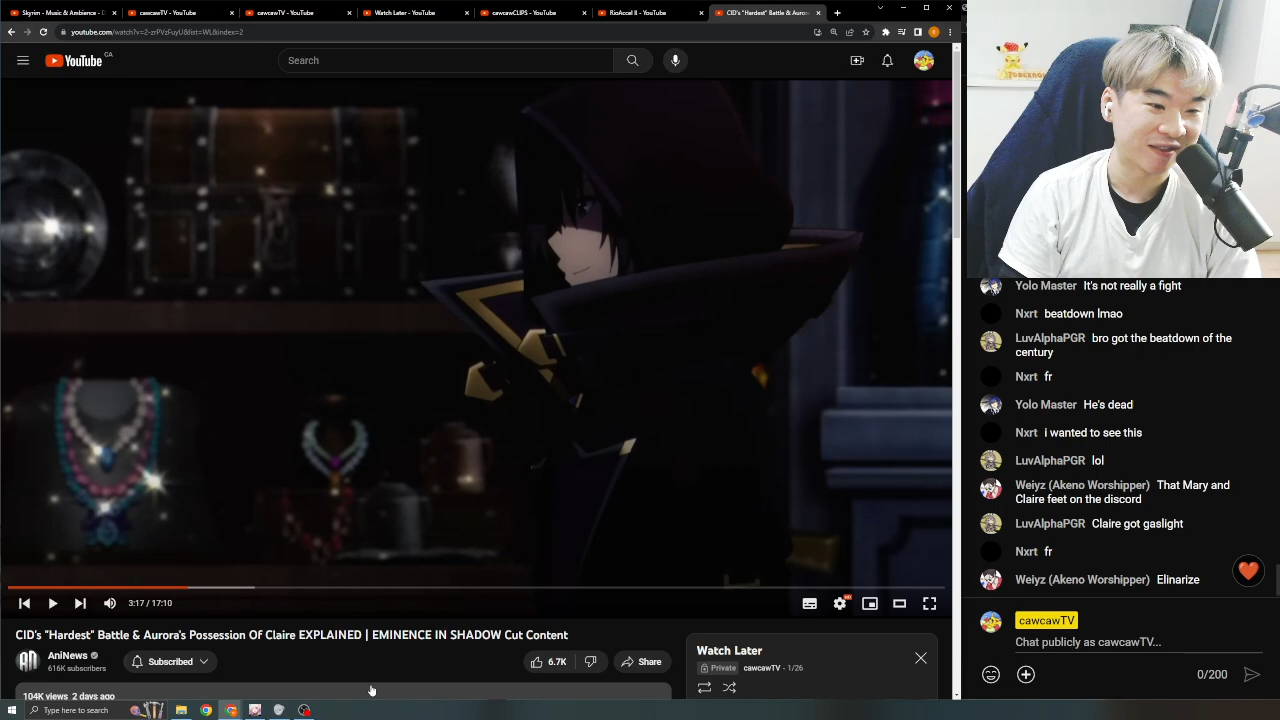 Skyrim - Music & Ambience - D
cawcawTV - YouTube
cawcawTV - YouTube
Watch Later - YouTube
cawcawCLIPS - YouTube
RioAccel II - YouTube
CID's "Hardest" Battle & Aurora
youtube.com/watch?v=2-zrPVzFuyU&list=WL&index=2
YouTube CA
Search
Yolo Master It's not really a fight
Nxrt beatdown lmao
LuvAlphaPGR bro got the beatdown of the
century
Nxrt fr
Yolo Master He's dead
Nxrt i wanted to see this
LuvAlphaPGR lol
Weiyz (Akeno Worshipper) That Mary and
Claire feet on the discord
LuvAlphaPGR Claire got gaslight
Nxrt fr
Weiyz (Akeno Worshipper) Elinarize
3:17 / 17:10
CID's "Hardest" Battle & Aurora's Possession Of Claire EXPLAINED | EMINENCE IN SHADOW Cut Content
AniNews
616K subscribers
Subscribed
6.7K
Share
Watch Later
Private cawcawTV - 1/26
104K views 2 days ago
cawcawTV
Chat publicly as cawcawTV...
0/200
Type here to search